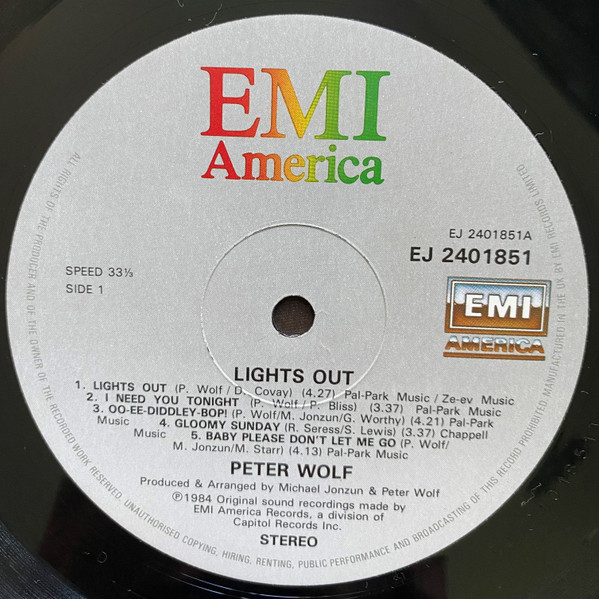 EMI
America
EJ 2401851A
EJ 2401851
SPEED 33⅓
SIDE 1
EMI
AMERICA
LIGHTS OUT
1. LIGHTS OUT (P. Wolf/D. Covay) (4.27) Pal-Park Music/Ze-ev Music
2. I NEED YOU TONIGHT (P. Wolf/P. Bliss) (3.37) Pal-Park Music
3. OO-EE-DIDDLEY-BOP! (P. Wolf/M. Jonzun/G. Worthy) (4.21) Pal-Park
Music 4. GLOOMY SUNDAY (R. Seress/S. Lewis) (3.37) Chappell
Music 5. BABY PLEASE DON'T LET ME GO (P. Wolf/
M. Jonzun/M. Starr) (4.13) Pal-Park Music
PETER WOLF
Produced & Arranged by Michael Jonzun & Peter Wolf
℗1984 Original sound recordings made by
EMI America Records, a division of
Capitol Records Inc.
STEREO
ALL RIGHTS OF THE PRODUCER AND OF THE OWNER OF THE RECORDED WORK RESERVED. UNAUTHORISED COPYING, HIRING, RENTING, PUBLIC PERFORMANCE AND BROADCASTING OF THIS RECORD PROHIBITED. MANUFACTURED IN THE UK BY EMI RECORDS LIMITED